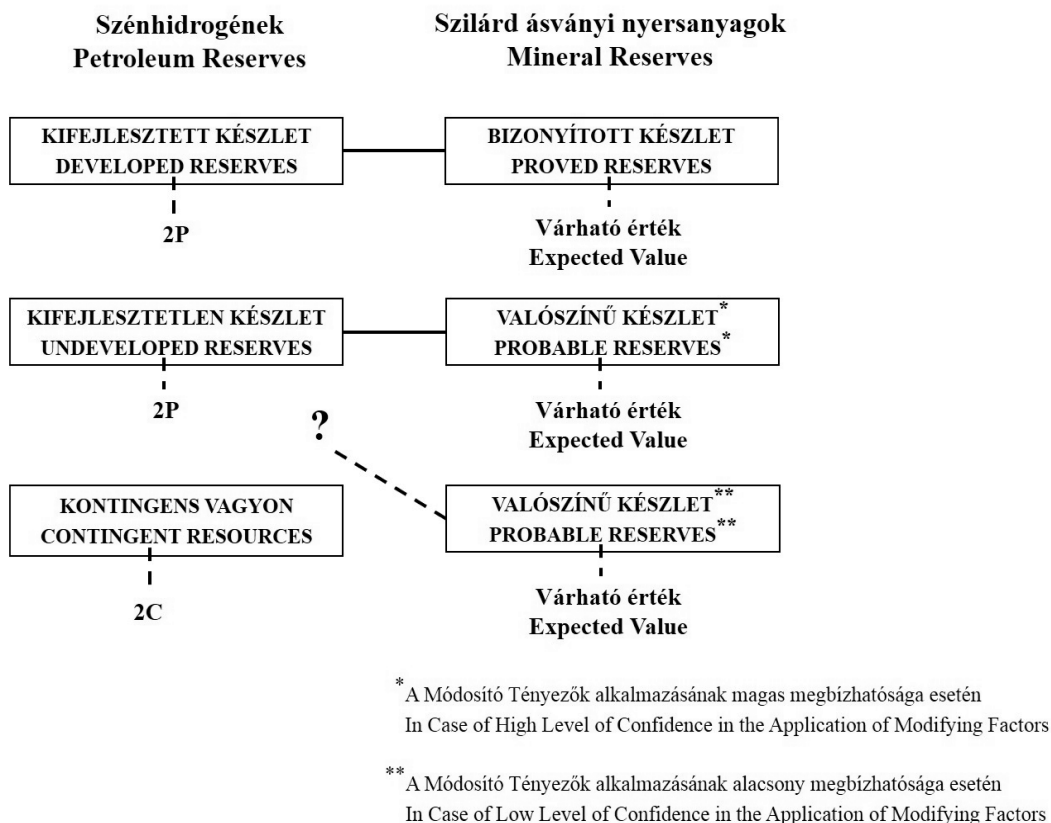 Szénhidrogének
Petroleum Reserves
Szilárd ásványi nyersanyagok
Mineral Reserves
KIFEJLESZTETT KÉSZLET
DEVELOPED RESERVES
BIZONYÍTOTT KÉSZLET
PROVED RESERVES
2P
Várható érték
Expected Value
KIFEJLESZTETLEN KÉSZLET
UNDEVELOPED RESERVES
VALÓSZÍNŰ KÉSZLET*
PROBABLE RESERVES*
2P
Várható érték
Expected Value
?
KONTINGENS VAGYON
CONTINGENT RESOURCES
VALÓSZÍNŰ KÉSZLET**
PROBABLE RESERVES**
2C
Várható érték
Expected Value
*A Módosító Tényezők alkalmazásának magas megbízhatósága esetén
In Case of High Level of Confidence in the Application of Modifying Factors
**A Módosító Tényezők alkalmazásának alacsony megbízhatósága esetén
In Case of Low Level of Confidence in the Application of Modifying Factors